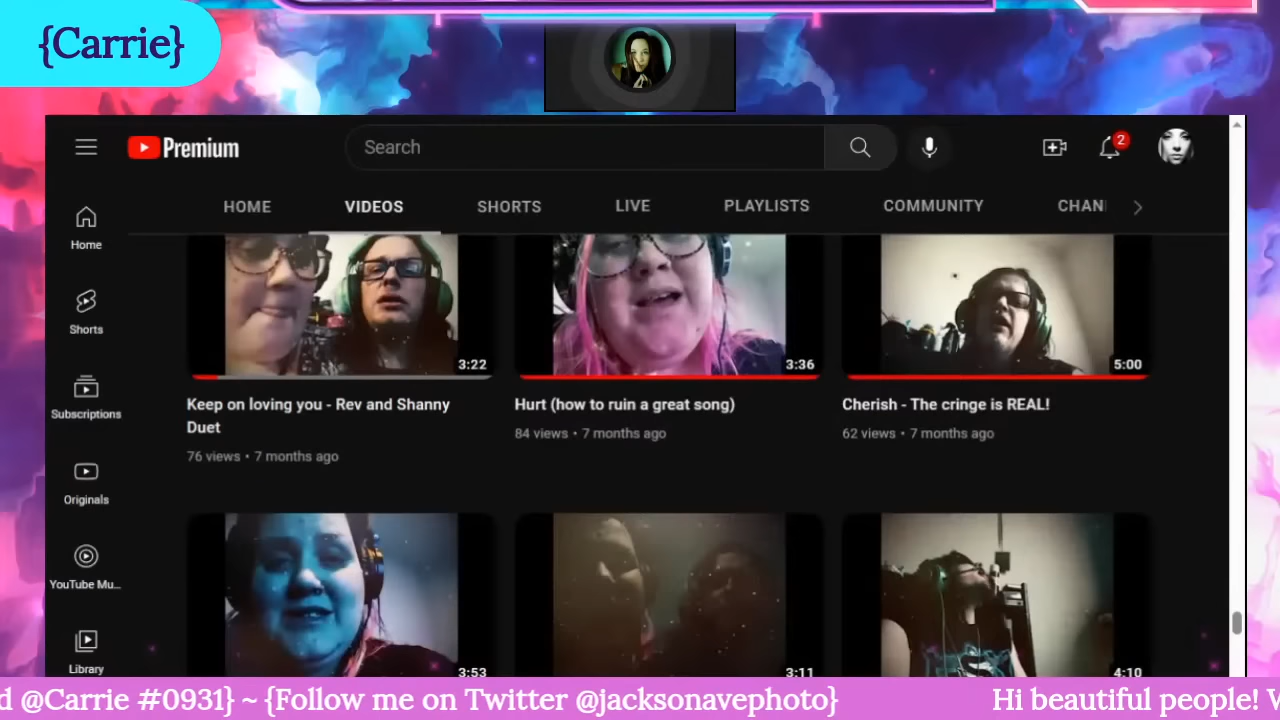 {Carrie}
Premium
Search
2
HOME VIDEOS SHORTS LIVE PLAYLISTS COMMUNITY
Home
Shorts
Subscriptions
Originals
YouTube Mu...
Library
3:22 3:36 5:00
Keep on loving you - Rev and Shanny
Duet
76 views • 7 months ago
Hurt (how to ruin a great song)
84 views • 7 months ago
Cherish - The cringe is REAL!
62 views • 7 months ago
3:53 3:11 4:10
@Carrie #0931} ~ {Follow me on Twitter @jacksonavephoto} Hi beautiful people!